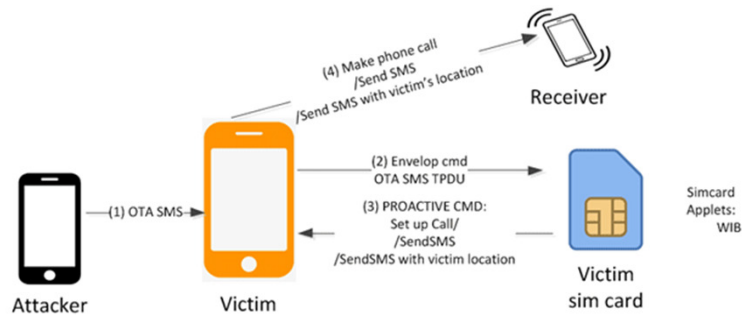 (4) Make phone call
/Send SMS
/Send SMS with victim's location
Receiver
(1) OTA SMS
(2) Envelop cmd
OTA SMS TPDU
(3) PROACTIVE CMD:
Set up Call/
/SendSMS
/SendSMS with victim location
Simcard
Applets:
WIB
Attacker
Victim
Victim
sim card